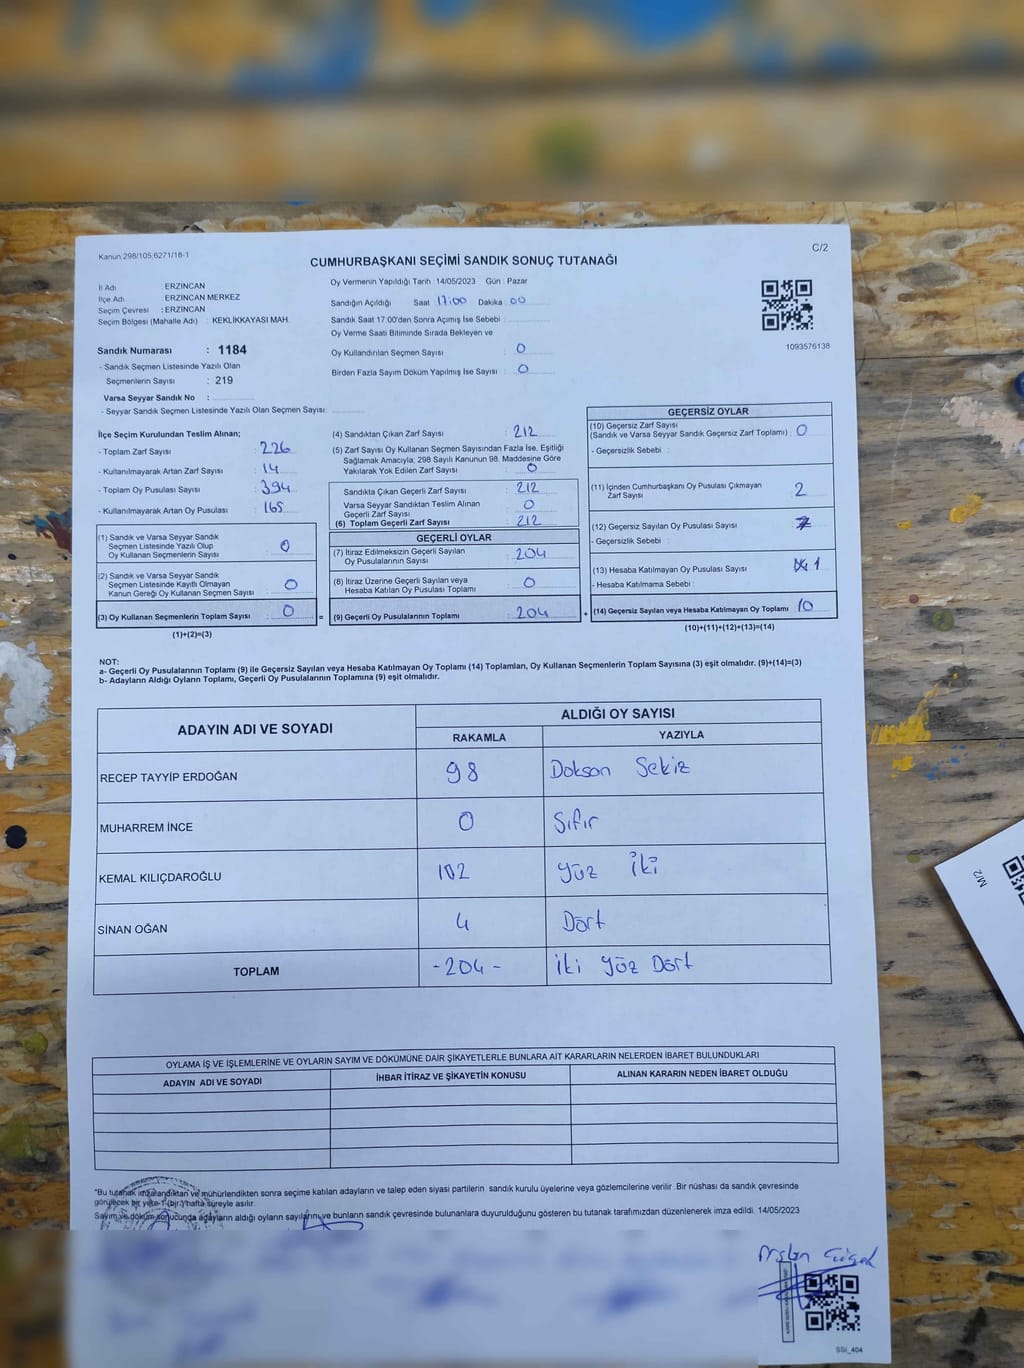 Kanun 298/105,6271/18-1
C/2
CUMHURBAŞKANI SEÇİMİ SANDIK SONUÇ TUTANAĞI
İl Adı : ERZİNCAN
İlçe Adı : ERZİNCAN MERKEZ
Seçim Çevresi : ERZİNCAN
Seçim Bölgesi (Mahalle Adı) : KEKLİKKAYASI MAH.
Sandık Numarası : 1184
- Sandık Seçmen Listesinde Yazılı Olan
Seçmenlerin Sayısı : 219
Varsa Seyyar Sandık No :
- Seyyar Sandık Seçmen Listesinde Yazılı Olan Seçmen Sayısı:
Oy Vermenin Yapıldığı Tarih 14/05/2023 Gün : Pazar
Sandığın Açıldığı Saat 17:00 Dakika : 00
Sandık Saat 17:00'den Sonra Açımış İse Sebebi :
Oy Verme Saati Bitiminde Sırada Bekleyen ve
Oy Kullandırılan Seçmen Sayısı : 0
Birden Fazla Sayım Döküm Yapılmış İse Sayısı : 0
1093576138
İlçe Seçim Kurulundan Teslim Alınan;
- Toplam Zarf Sayısı : 226
- Kullanılmayarak Artan Zarf Sayısı : 14
- Toplam Oy Pusulası Sayısı : 394
- Kullanılmayarak Artan Oy Pusulası : 165
(1) Sandık ve Varsa Seyyar Sandık
Seçmen Listesinde Yazılı Olup
Oy Kullanan Seçmenlerin Sayısı : 0
(2) Sandık ve Varsa Seyyar Sandık
Seçmen Listesinde Kayıtlı Olmayan
Kanun Gereği Oy Kullanan Seçmen Sayısı : 0
(3) Oy Kullanan Seçmenlerin Toplam Sayısı : 0
(1)+(2)=(3)
(4) Sandıktan Çıkan Zarf Sayısı : 212
(5) Zarf Sayısı Oy Kullanan Seçmen Sayısından Fazla İse, Eşitliği
Sağlamak Amacıyla; 298 Sayılı Kanunun 98. Maddesine Göre
Yakılarak Yok Edilen Zarf Sayısı : 0
Sandıkta Çıkan Geçerli Zarf Sayısı : 212
Varsa Seyyar Sandıktan Teslim Alınan
Geçerli Zarf Sayısı : 0
(6) Toplam Geçerli Zarf Sayısı : 212
GEÇERLİ OYLAR
(7) İtiraz Edilmeksizin Geçerli Sayılan
Oy Pusulalarının Sayısı : 204
(8) İtiraz Üzerine Geçerli Sayılan veya
Hesaba Katılan Oy Pusulası Toplamı : 0
= (9) Geçerli Oy Pusulalarının Toplamı : 204 +
GEÇERSİZ OYLAR
(10) Geçersiz Zarf Sayısı
(Sandık ve Varsa Seyyar Sandık Geçersiz Zarf Toplamı) : 0
- Geçersizlik Sebebi :
(11) İçinden Cumhurbaşkanı Oy Pusulası Çıkmayan
Zarf Sayısı : 2
(12) Geçersiz Sayılan Oy Pusulası Sayısı : 7
- Geçersizlik Sebebi :
(13) Hesaba Katılmayan Oy Pusulası Sayısı : 1
- Hesaba Katılmama Sebebi :
(14) Geçersiz Sayılan veya Hesaba Katılmayan Oy Toplamı : 10
(10)+(11)+(12)+(13)=(14)
NOT:
a- Geçerli Oy Pusulalarının Toplamı (9) ile Geçersiz Sayılan veya Hesaba Katılmayan Oy Toplamı (14) Toplamları, Oy Kullanan Seçmenlerin Toplam Sayısına (3) eşit olmalıdır. (9)+(14)=(3)
b- Adayların Aldığı Oyların Toplamı, Geçerli Oy Pusulalarının Toplamına (9) eşit olmalıdır.
ADAYIN ADI VE SOYADI ALDIĞI OY SAYISI
RAKAMLA YAZIYLA
RECEP TAYYİP ERDOĞAN 98 Doksan Sekiz
MUHARREM İNCE 0 Sıfır
KEMAL KILIÇDAROĞLU 102 Yüz İki
SİNAN OĞAN 4 Dört
TOPLAM -204- İki Yüz Dört
OYLAMA İŞ VE İŞLEMLERİNE VE OYLARIN SAYIM VE DÖKÜMÜNE DAİR ŞİKAYETLERLE BUNLARA AİT KARARLARIN NELERDEN İBARET BULUNDUKLARI
ADAYIN ADI VE SOYADI İHBAR İTİRAZ VE ŞİKAYETİN KONUSU ALINAN KARARIN NEDEN İBARET OLDUĞU
"Bu tutanak imzalandıktan ve mühürlendikten sonra seçime katılan adayların ve talep eden siyasi partilerin sandık kurulu üyelerine veya gözlemcilerine verilir. Bir nüshası da sandık çevresinde
görülecek bir yere 1 (bir) hafta süreyle asılır.
Sayım ve döküm sonucunda adayların aldığı oyların sayılarını ve bunların sandık çevresinde bulunanlara duyurulduğunu gösteren bu tutanak tarafımızdan düzenlenerek imza edildi. 14/05/2023
SSI_404
M/2